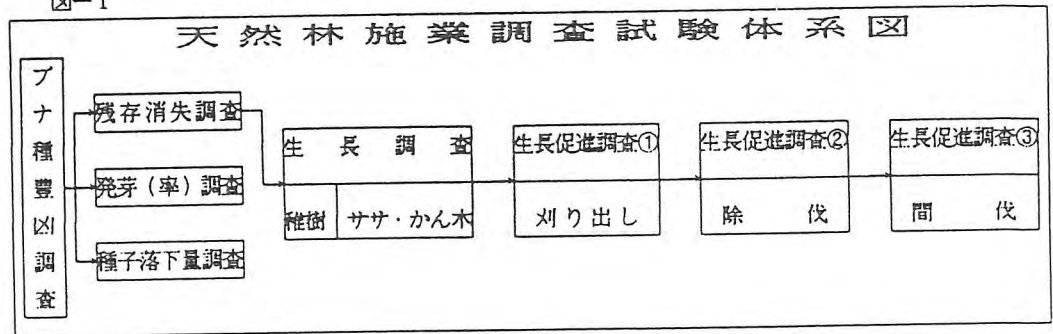 図－1
天然林施業調査試験体系図
ブナ種豊凶調査
残存消失調査
発芽（率）調査
種子落下量調査
生長調査
稚樹
ササ・かん木
生長促進調査①
刈り出し
生長促進調査②
除伐
生長促進調査③
間伐